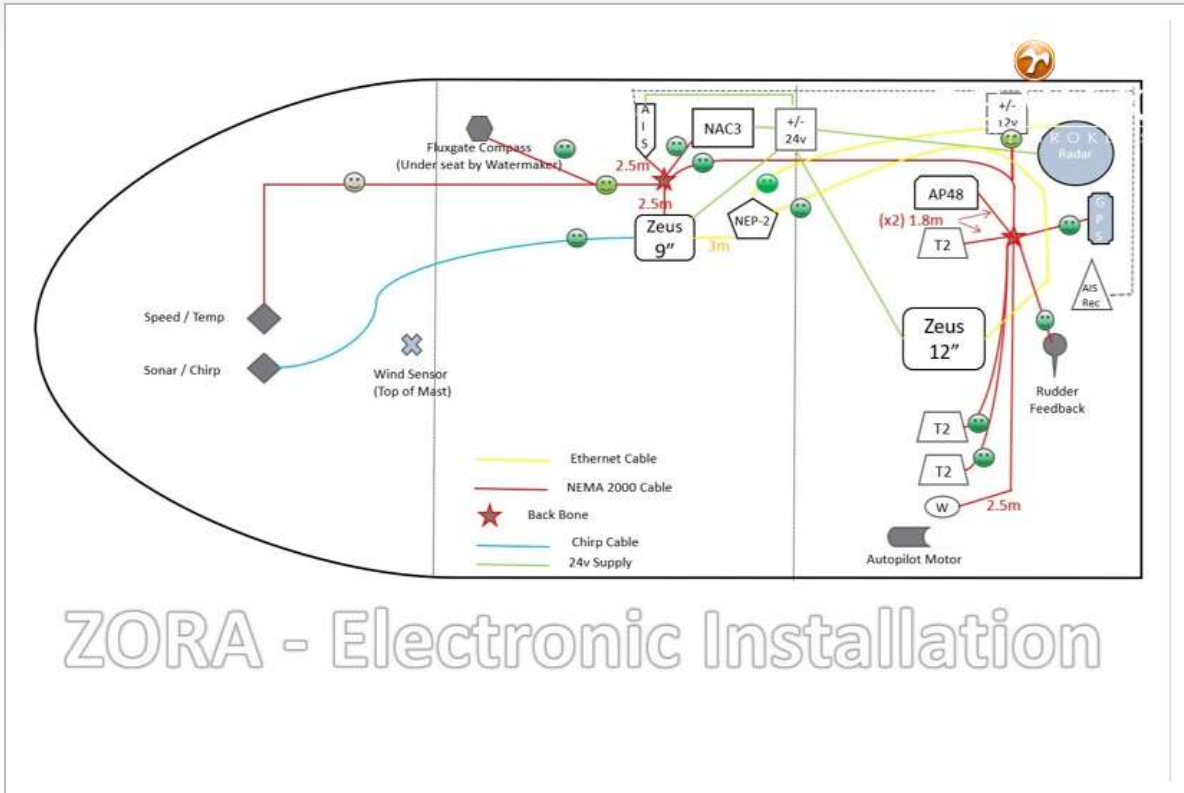 +/-
12v
A
I
S
NAC3
+/-
24v
ROK
Radar
Fluxgate Compass
(Under seat by Watermaker)
2.5m
2.5m
AP48
(x2) 1.8m
T2
G
P
S
Zeus
9”
NEP-2
3m
AIS
Rec
Speed / Temp
Zeus
12”
Sonar / Chirp
Wind Sensor
(Top of Mast)
Rudder
Feedback
T2
T2
W
2.5m
Autopilot Motor
Ethernet Cable
NEMA 2000 Cable
Back Bone
Chirp Cable
24v Supply
ZORA - Electronic Installation